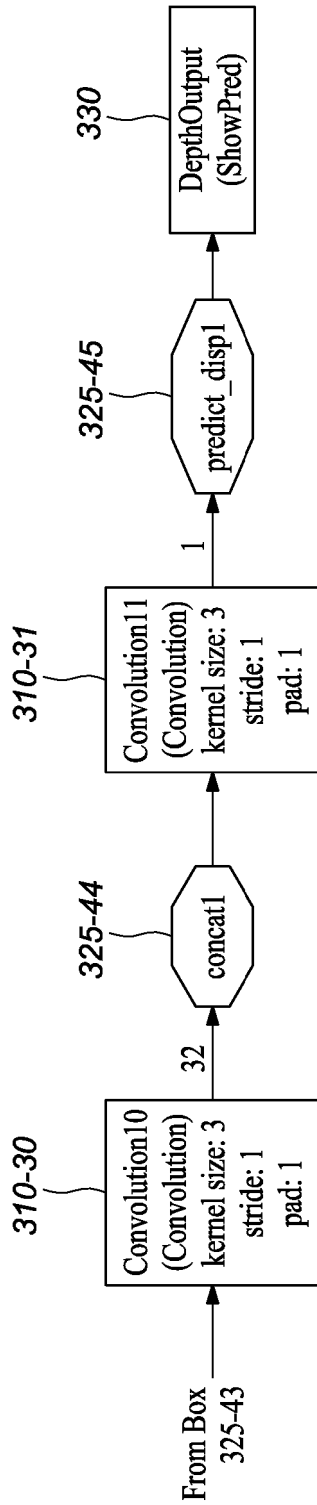 From Box
325-43
310-30
Convolution10
(Convolution)
kernel size: 3
stride: 1
pad: 1
32
325-44
concat1
310-31
Convolution11
(Convolution)
kernel size: 3
stride: 1
pad: 1
1
325-45
predict_disp1
330
DepthOutput
(ShowPred)